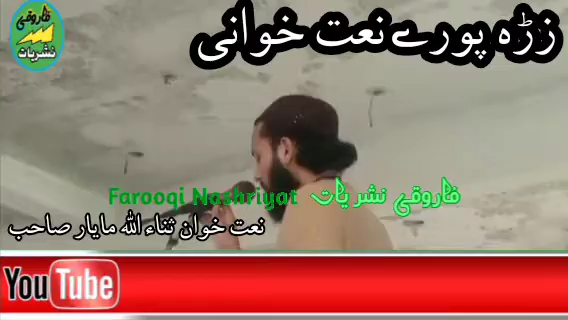 فاروقی
نشریات
زڑہ پورے نعت خوانی
Farooqi Nashriyat فاروقی نشریات
نعت خوان ثناء اللہ مایار صاحب
YouTube